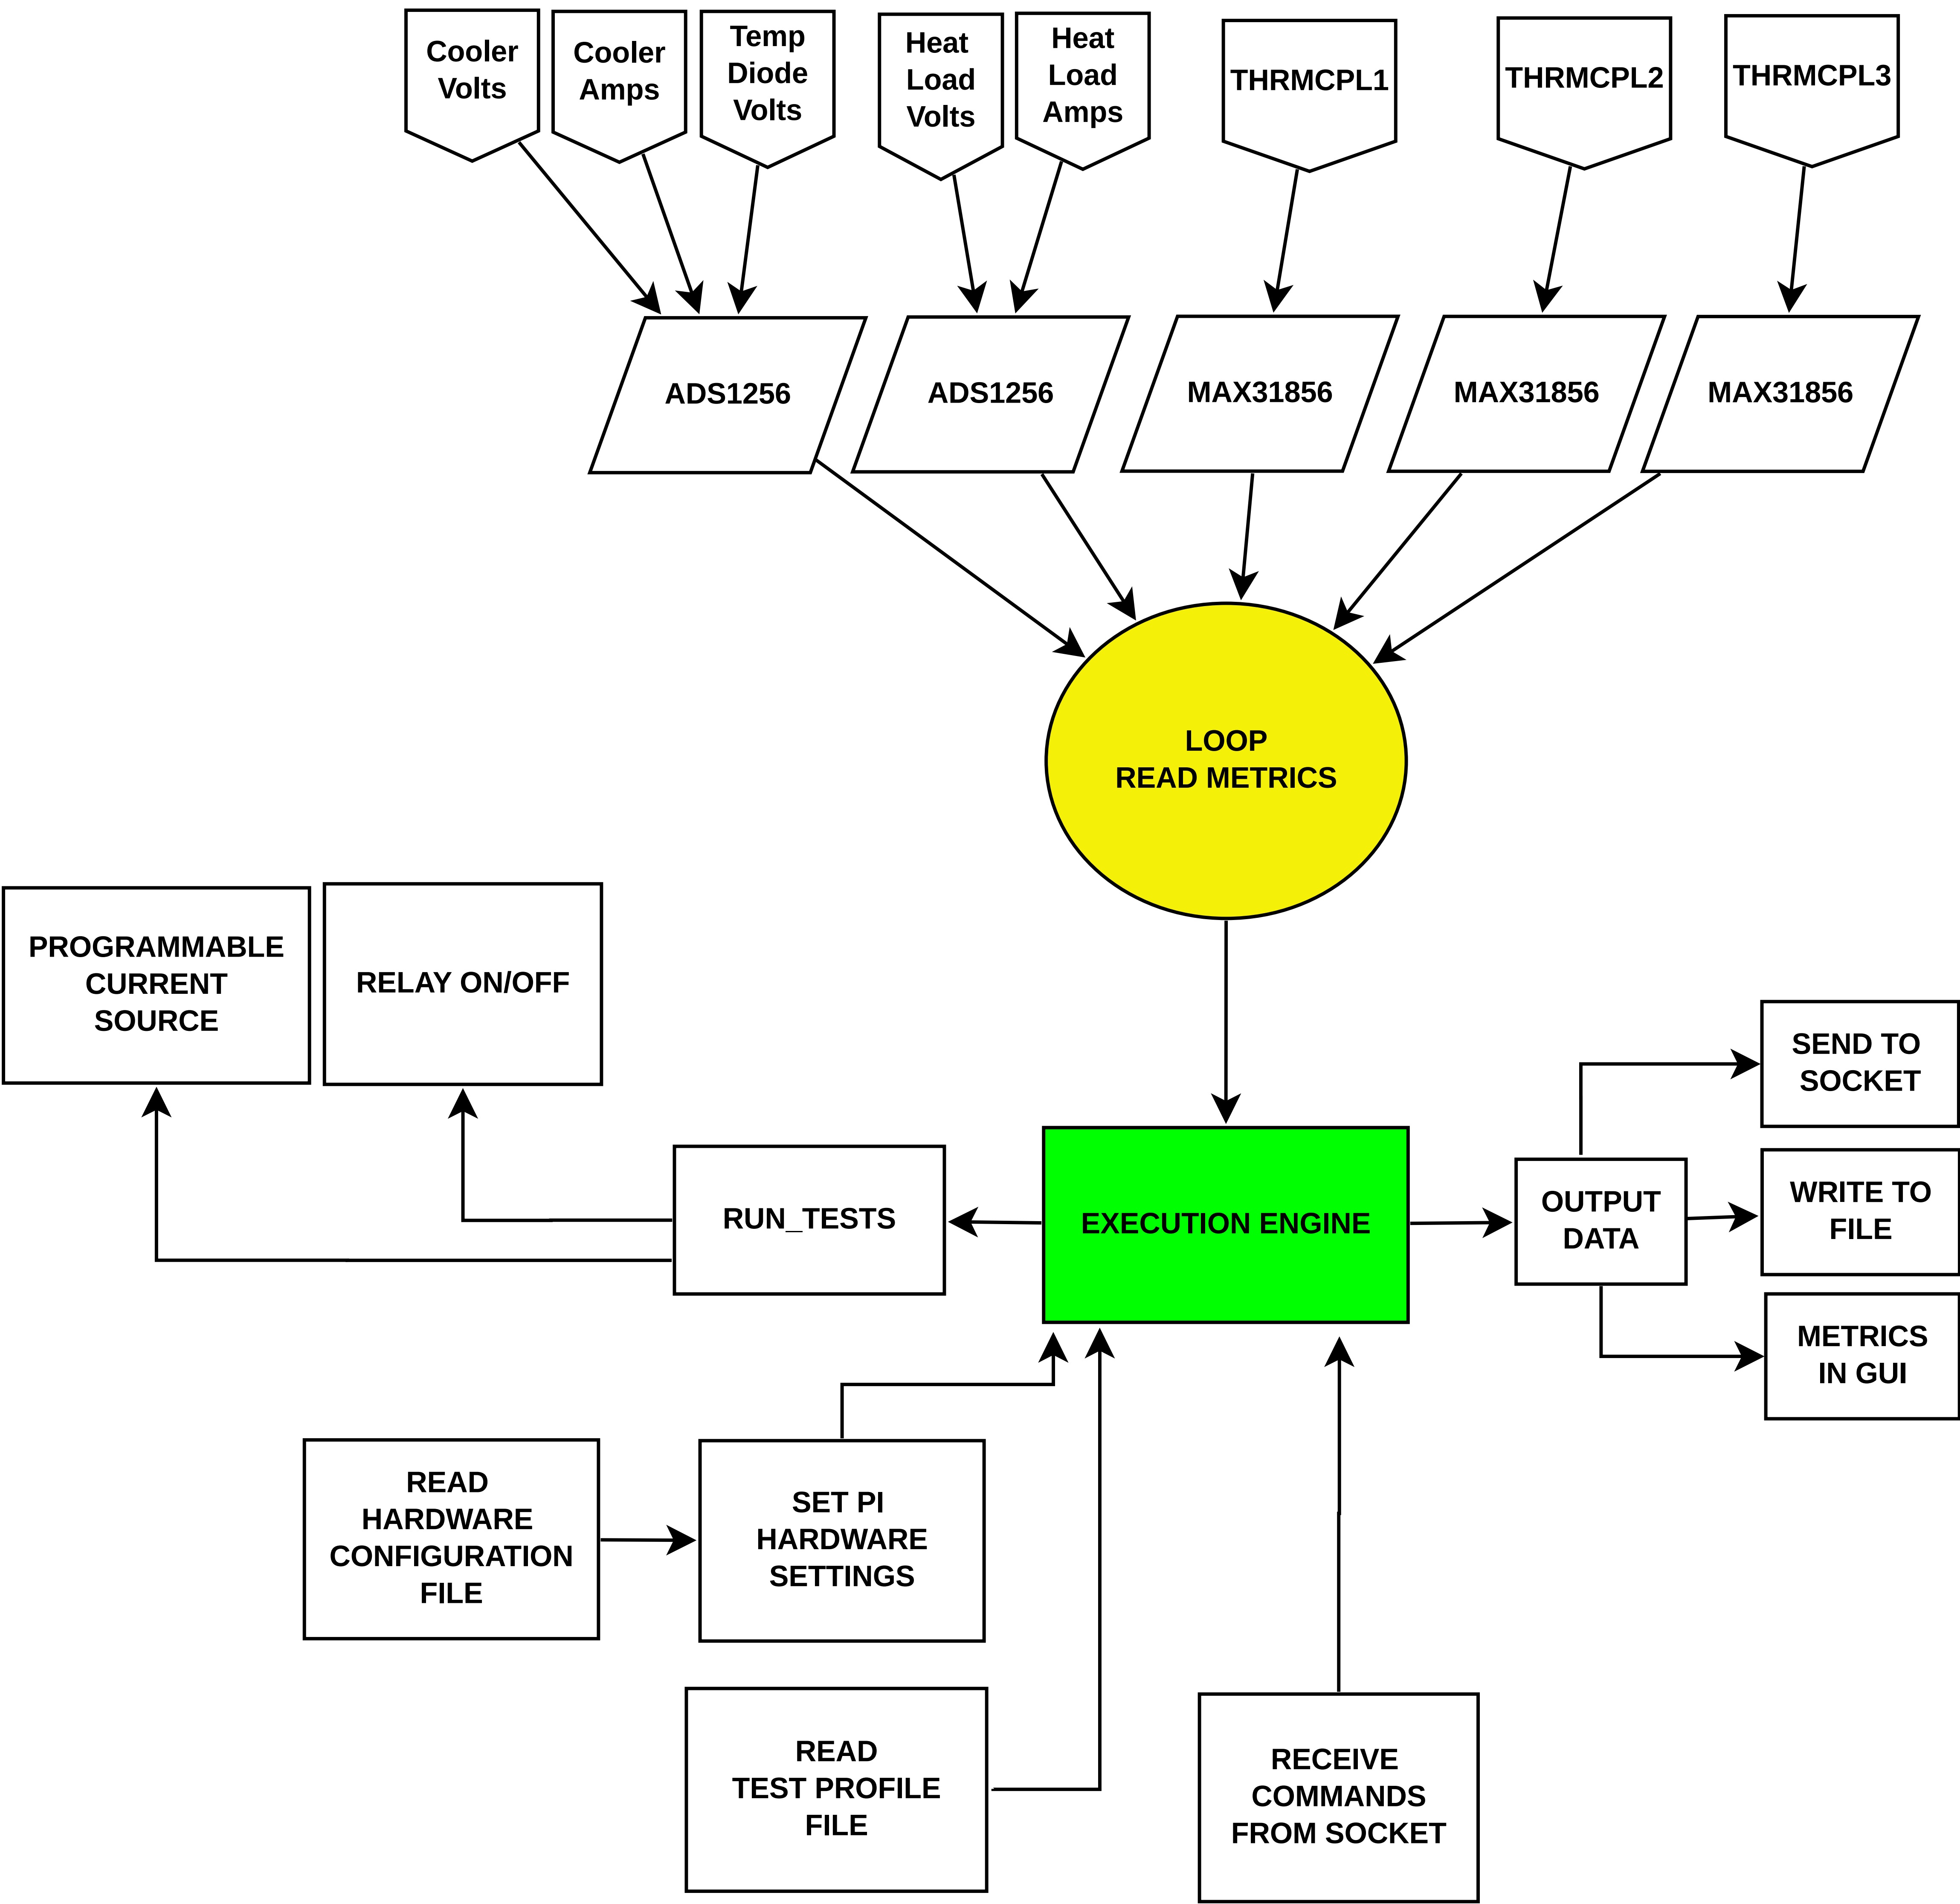 Cooler
Volts
Cooler
Amps
Temp
Diode
Volts
Heat
Load
Volts
Heat
Load
Amps
THRMCPL1
THRMCPL2
THRMCPL3
ADS1256
ADS1256
MAX31856
MAX31856
MAX31856
LOOP
READ METRICS
PROGRAMMABLE
CURRENT
SOURCE
RELAY ON/OFF
RUN_TESTS
EXECUTION ENGINE
OUTPUT
DATA
SEND TO
SOCKET
WRITE TO
FILE
METRICS
IN GUI
READ
HARDWARE
CONFIGURATION
FILE
SET PI
HARDWARE
SETTINGS
READ
TEST PROFILE
FILE
RECEIVE
COMMANDS
FROM SOCKET